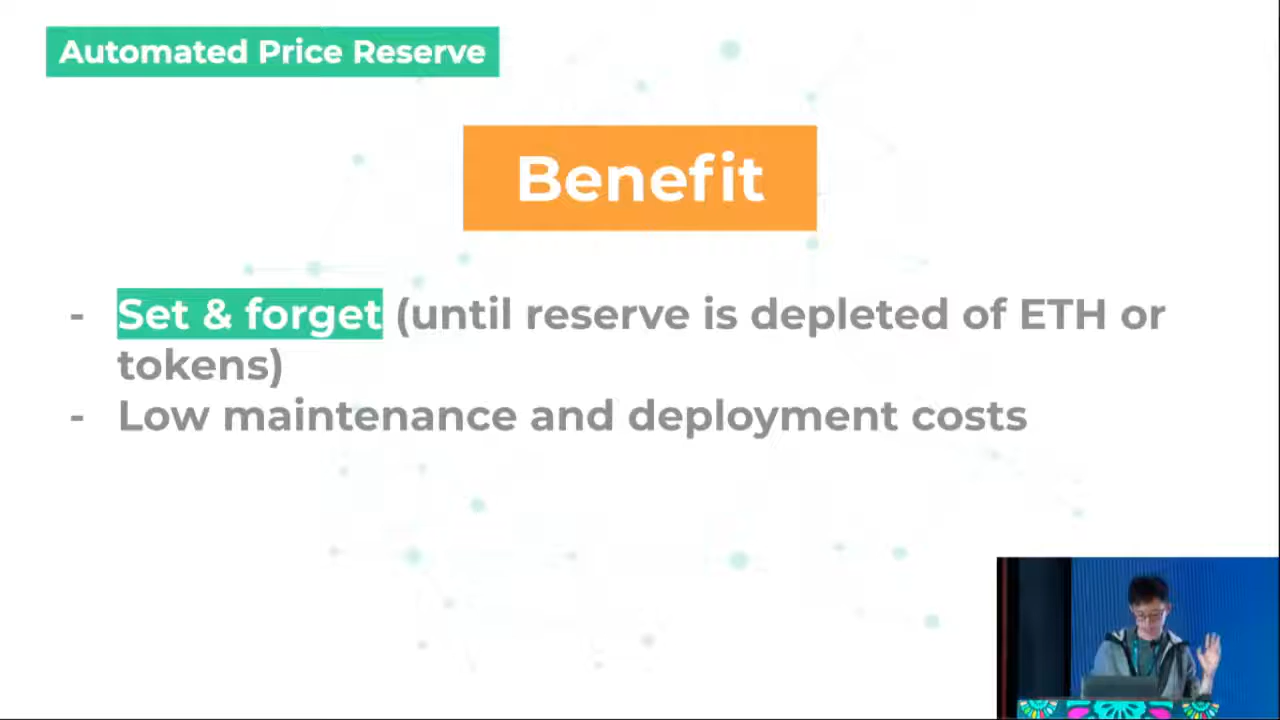 Automated Price Reserve
Benefit
- Set & forget (until reserve is depleted of ETH or
tokens)
- Low maintenance and deployment costs